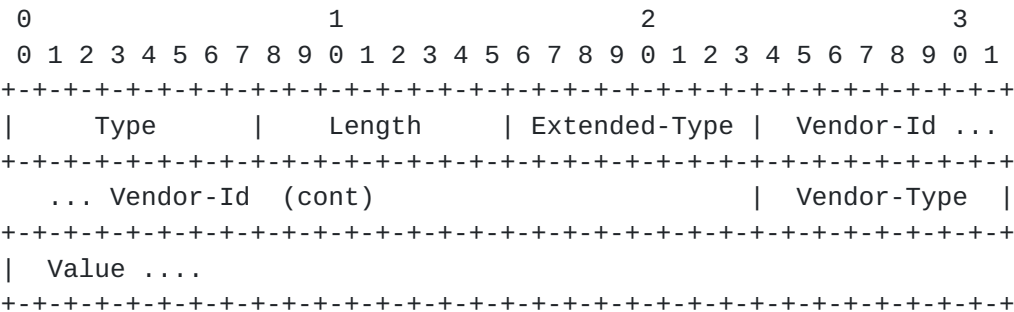 0                   1                   2                   3
 0 1 2 3 4 5 6 7 8 9 0 1 2 3 4 5 6 7 8 9 0 1 2 3 4 5 6 7 8 9 0 1
+-+-+-+-+-+-+-+-+-+-+-+-+-+-+-+-+-+-+-+-+-+-+-+-+-+-+-+-+-+-+-+-+
|     Type      |    Length     | Extended-Type |  Vendor-Id ...
+-+-+-+-+-+-+-+-+-+-+-+-+-+-+-+-+-+-+-+-+-+-+-+-+-+-+-+-+-+-+-+-+
   ... Vendor-Id  (cont)                        |  Vendor-Type  |
+-+-+-+-+-+-+-+-+-+-+-+-+-+-+-+-+-+-+-+-+-+-+-+-+-+-+-+-+-+-+-+-+
|  Value ....
+-+-+-+-+-+-+-+-+-+-+-+-+-+-+-+-+-+-+-+-+-+-+-+-+-+-+-+-+-+-+-+-+